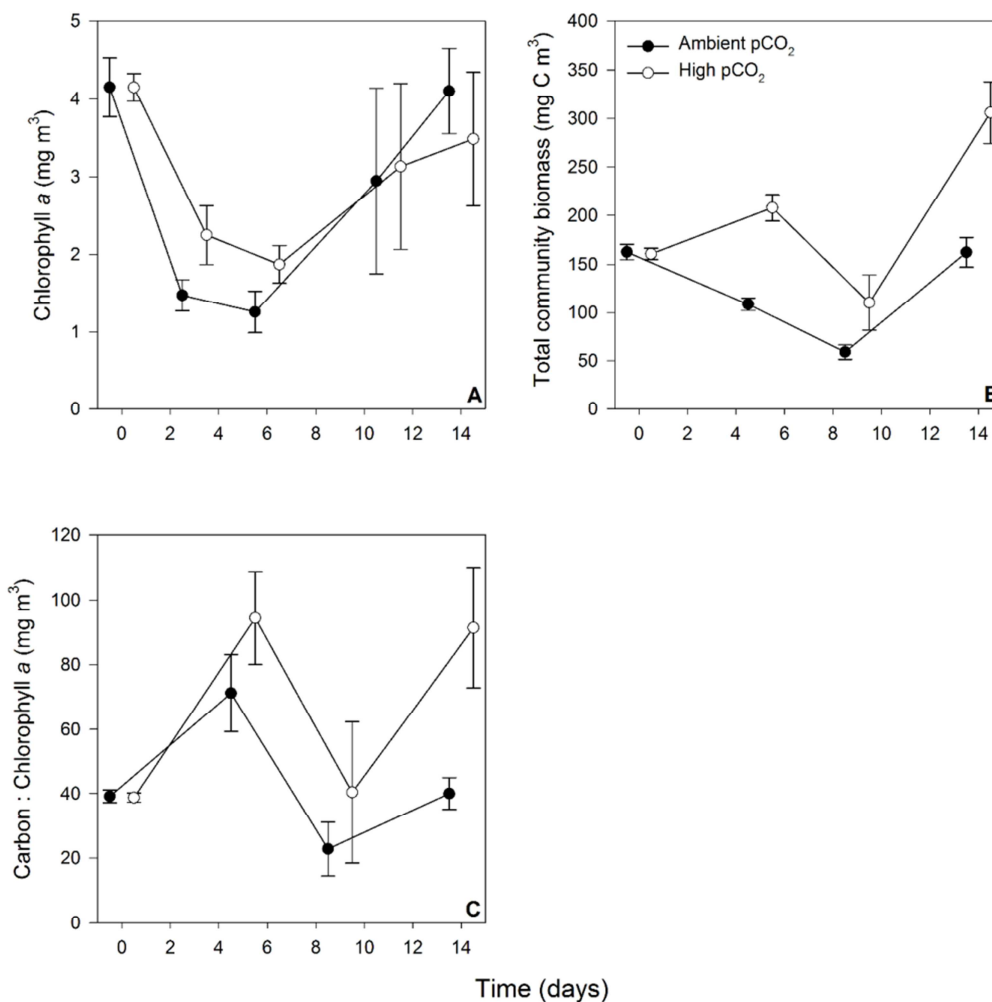 5
4
3
2
1
0
Chlorophyll a (mg m³)
0 2 4 6 8 10 12 14
A
400
350
300
250
200
150
100
50
0
Total community biomass (mg C m³)
Ambient pCO₂
High pCO₂
0 2 4 6 8 10 12 14
120
100
80
60
40
20
0
Carbon : Chlorophyll a (mg m³)
0 2 4 6 8 10 12 14
C
Time (days)